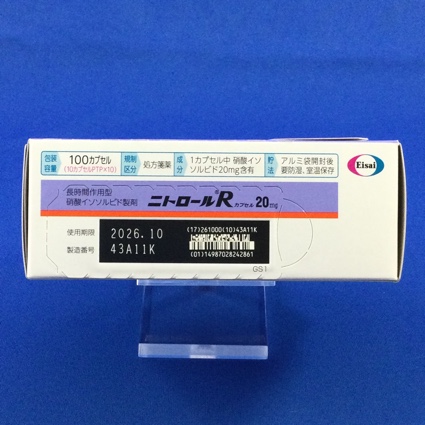 包装容量 100カプセル (10カプセルPTP×10)
規制区分 処方箋薬
成分 1カプセル中 硝酸イソソルビド20mg含有
貯法 アルミ袋開封後要防湿、室温保存
Eisai
長時間作用型
硝酸イソソルビド製剤
ニトロール®Rカプセル20mg
使用期限 2026.10
製造番号 43A11K
(17)261000(10)43A11K
(01)14987028242861
GS1